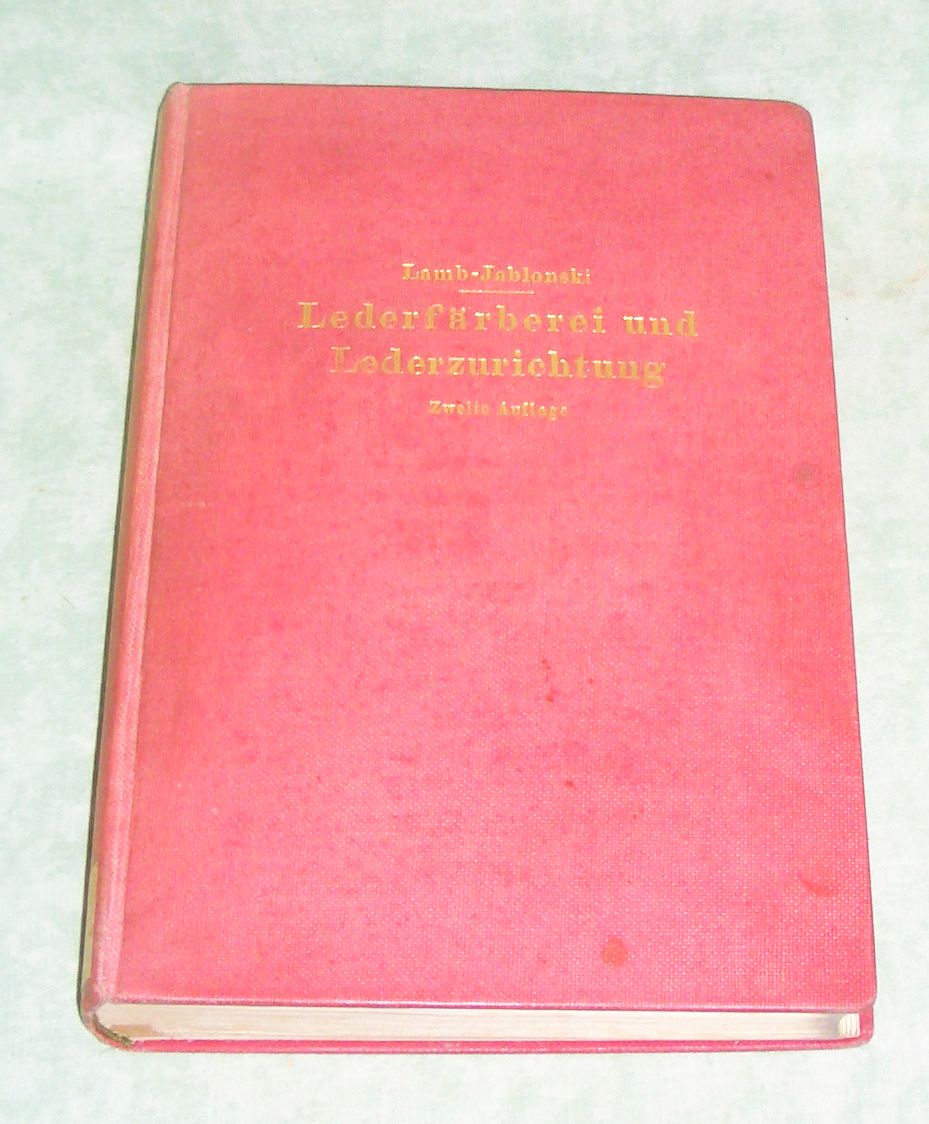 Lamb-Jablonski
Lederfärberei und
Lederzurichtung
Zweite Auflage